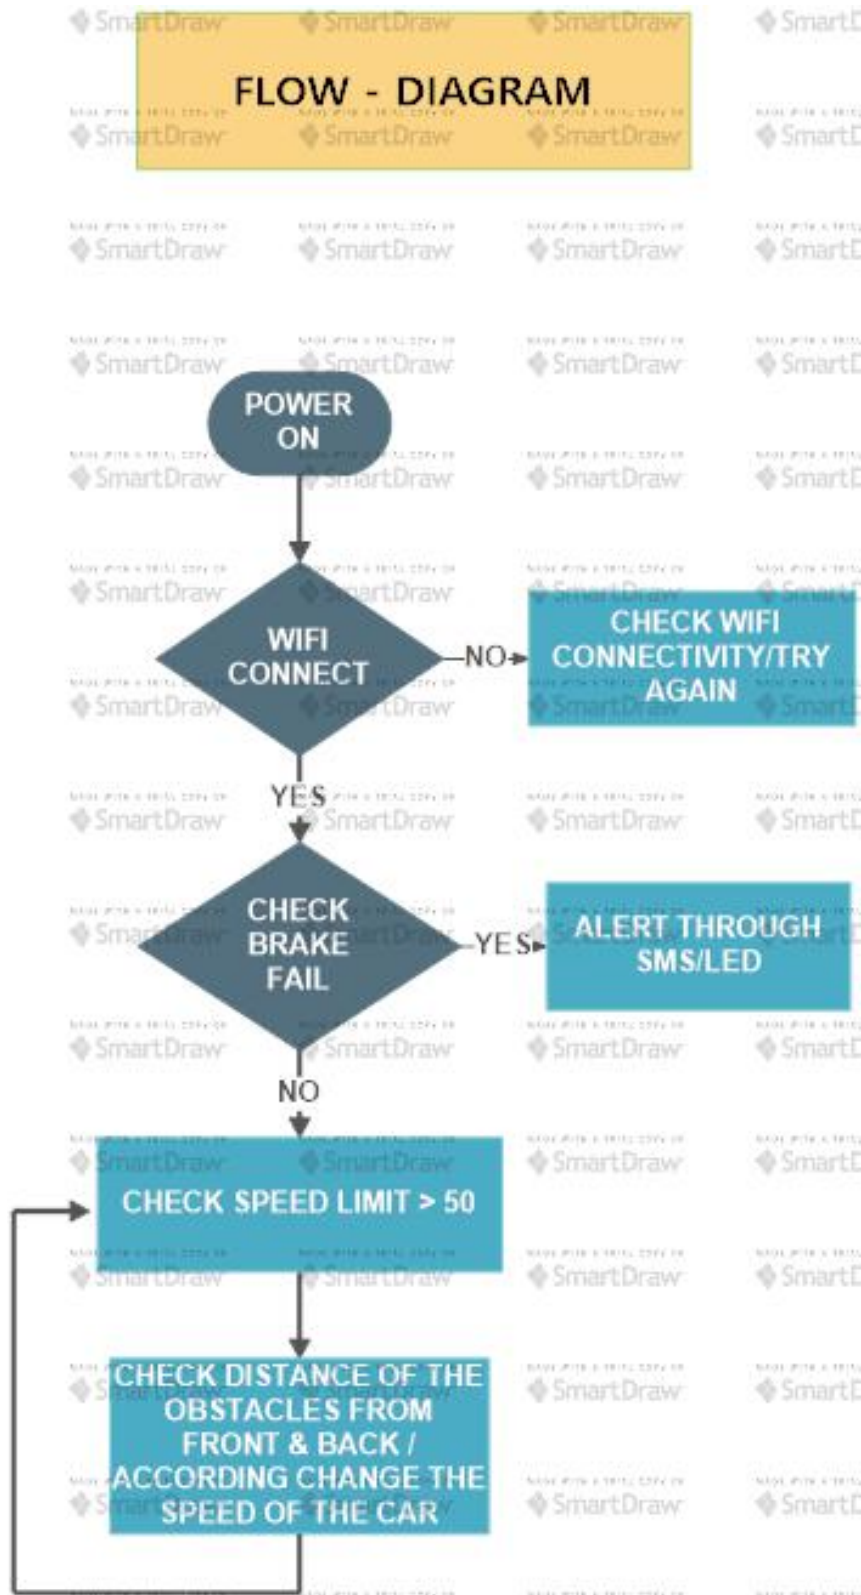 FLOW - DIAGRAM
POWER
ON
WIFI
CONNECT
NO
CHECK WIFI
CONNECTIVITY/TRY
AGAIN
YES
CHECK
BRAKE
FAIL
YES
ALERT THROUGH
SMS/LED
NO
CHECK SPEED LIMIT > 50
CHECK DISTANCE OF THE
OBSTACLES FROM
FRONT & BACK /
ACCORDING CHANGE THE
SPEED OF THE CAR
SmartDraw